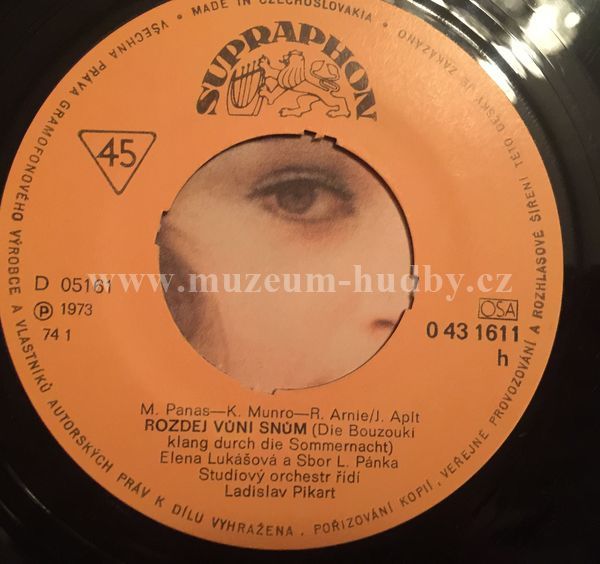 MADE IN CZECHOSLOVAKIA • VŠECHNA PRÁVA GRAMOFONOVÉHO VÝROBCE A VLASTNÍKŮ AUTORSKÝCH PRÁV K DÍLU VYHRAŽENA. POŘIZOVÁNÍ KOPIÍ, VEŘEJNÉ PROVOZOVÁNÍ A ROZHLASOVÉ ŠÍŘENÍ TÉTO DESKY JE ZAKÁZÁNO
SUPRAPHON
45
D 05161
P 1973
74 1
OSA
0 43 1611
h
www.muzeum-hudby.cz
M. Panas—K. Munro—R. Arnie/J. Aplt
ROZDEJ VŮNI SNŮM (Die Bouzouki
klang durch die Sommernacht)
Elena Lukášová a Sbor L. Pánka
Studiový orchestr řídí
Ladislav Pikart